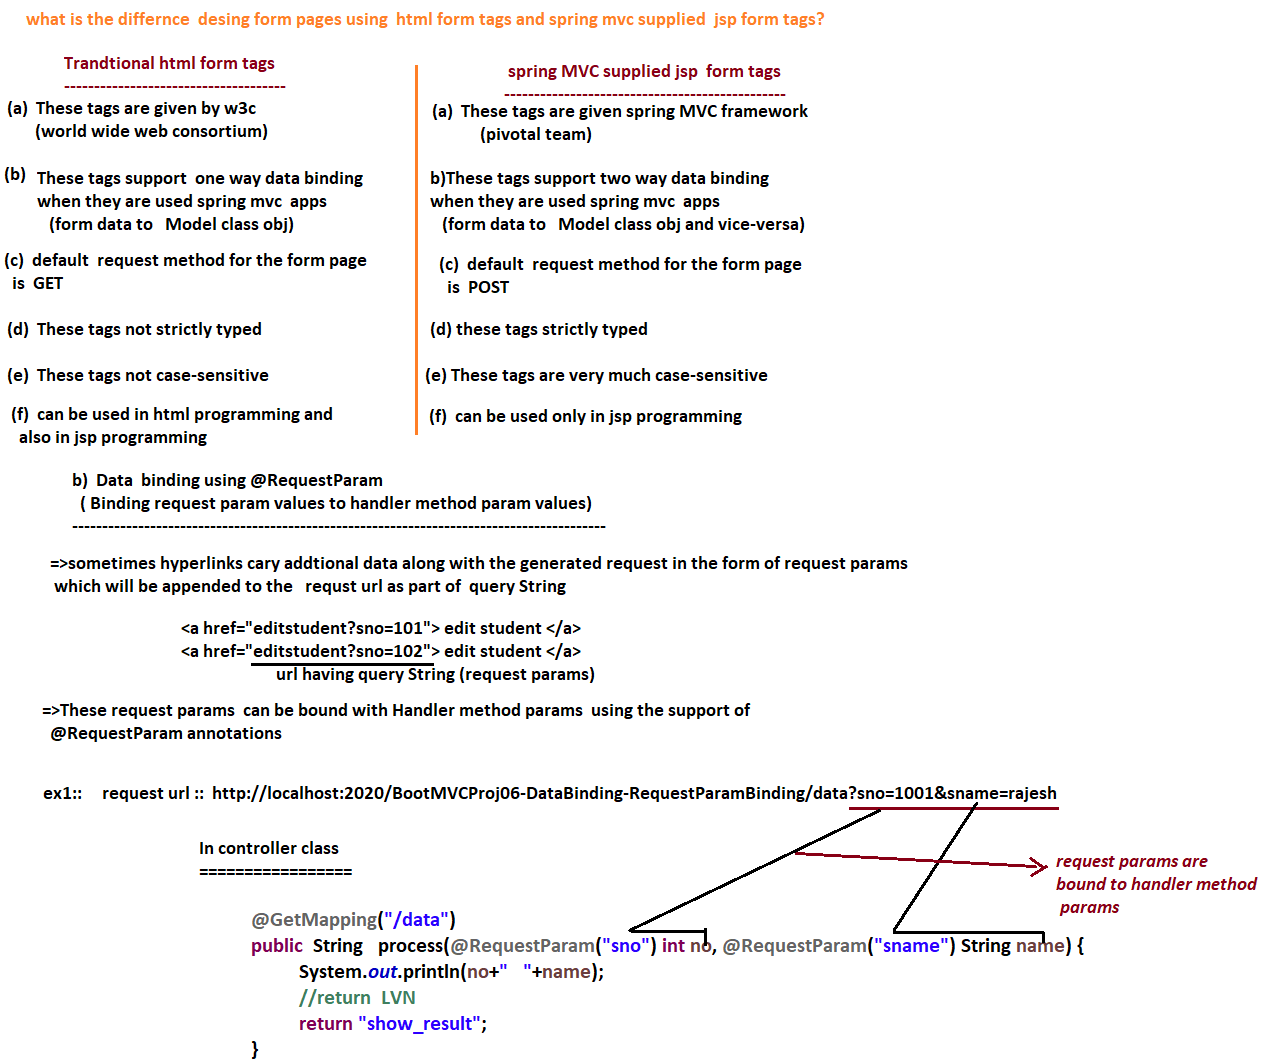 what is the differnce  desing form pages using  html form tags and spring mvc supplied  jsp form tags?
Trandtional html form tags
-------------------------------------
(a)  These tags are given by w3c
(world wide web consortium)
(b)  These tags support  one way data binding
when they are used spring mvc  apps
(form data to   Model class obj)
(c)  default  request method for the form page
is  GET
(d)  These tags not strictly typed
(e)  These tags not case-sensitive
(f)  can be used in html programming and
also in jsp programming
spring MVC supplied jsp  form tags
-----------------------------------------------
(a)  These tags are given spring MVC framework
(pivotal team)
b)These tags support two way data binding
when they are used spring mvc  apps
(form data to   Model class obj and vice-versa)
(c)  default  request method for the form page
is  POST
(d) these tags strictly typed
(e) These tags are very much case-sensitive
(f)  can be used only in jsp programming
b)  Data  binding using @RequestParam
( Binding request param values to handler method param values)
-----------------------------------------------------------------------------------------
=>sometimes hyperlinks cary addtional data along with the generated request in the form of request params
which will be appended to the   requst url as part of  query String
<a href="editstudent?sno=101"> edit student </a>
<a href="editstudent?sno=102"> edit student </a>
url having query String (request params)
=>These request params  can be bound with Handler method params  using the support of
@RequestParam annotations
ex1::    request url ::  http://localhost:2020/BootMVCProj06-DataBinding-RequestParamBinding/data?sno=1001&sname=rajesh
In controller class
=================
request params are
bound to handler method
params
@GetMapping("/data")
public  String   process(@RequestParam("sno") int no, @RequestParam("sname") String name) {
System.out.println(no+"   "+name);
//return  LVN
return "show_result";
}